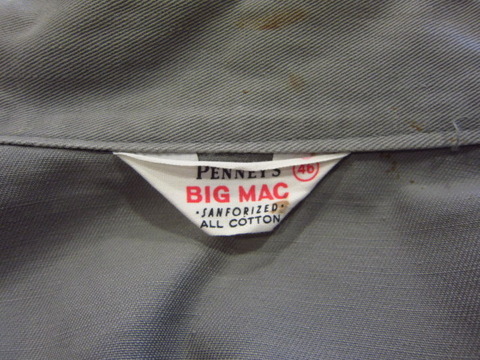 PENNEY'S 46
BIG MAC
·SANFORIZED·
ALL COTTON